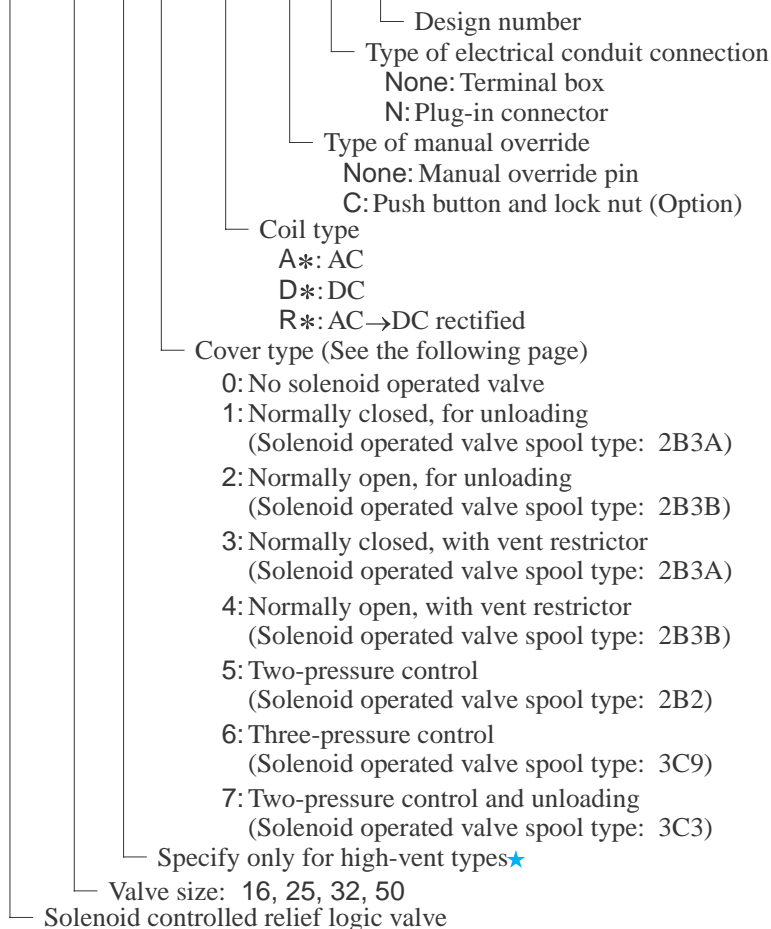 Design number
Type of electrical conduit connection
None: Terminal box
N: Plug-in connector
Type of manual override
None: Manual override pin
C: Push button and lock nut (Option)
Coil type
A*: AC
D*: DC
R*: AC→DC rectified
Cover type (See the following page)
0: No solenoid operated valve
1: Normally closed, for unloading
(Solenoid operated valve spool type: 2B3A)
2: Normally open, for unloading
(Solenoid operated valve spool type: 2B3B)
3: Normally closed, with vent restrictor
(Solenoid operated valve spool type: 2B3A)
4: Normally open, with vent restrictor
(Solenoid operated valve spool type: 2B3B)
5: Two-pressure control
(Solenoid operated valve spool type: 2B2)
6: Three-pressure control
(Solenoid operated valve spool type: 3C9)
7: Two-pressure control and unloading
(Solenoid operated valve spool type: 3C3)
Specify only for high-vent types★
Valve size: 16, 25, 32, 50
Solenoid controlled relief logic valve